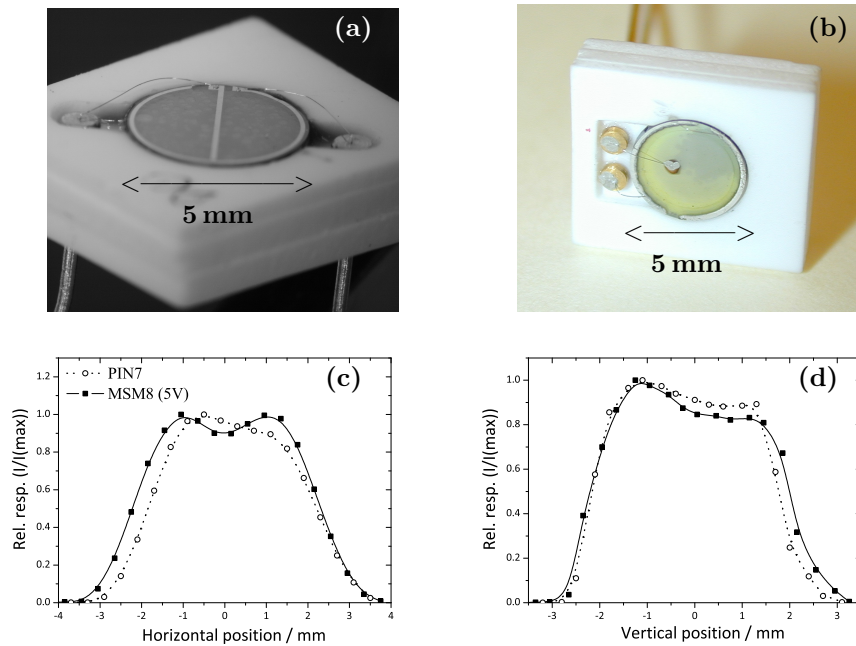 (a)
5 mm
(b)
5 mm
(c)
PIN7
MSM8 (5V)
Rel. resp. (I/I(max))
1.2
1.0
0.8
0.6
0.4
0.2
0.0
-4 -3 -2 -1 0 1 2 3 4
Horizontal position / mm
(d)
Rel. resp. (I/I(max))
1.0
0.8
0.6
0.4
0.2
0.0
-3 -2 -1 0 1 2 3
Vertical position / mm